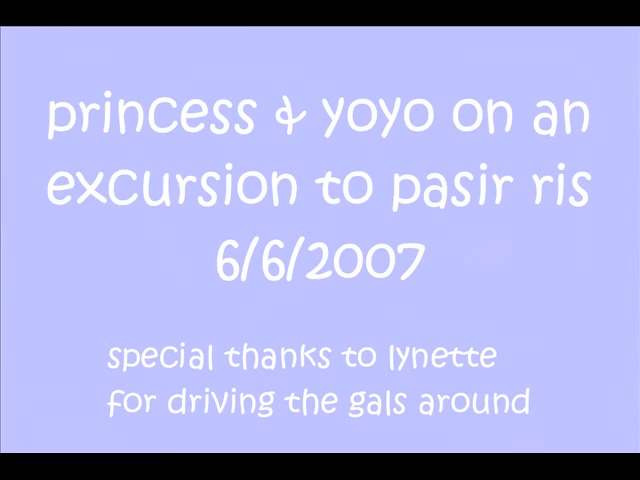 princess & yoyo on an
excursion to pasir ris
6/6/2007
special thanks to lynette
for driving the gals around